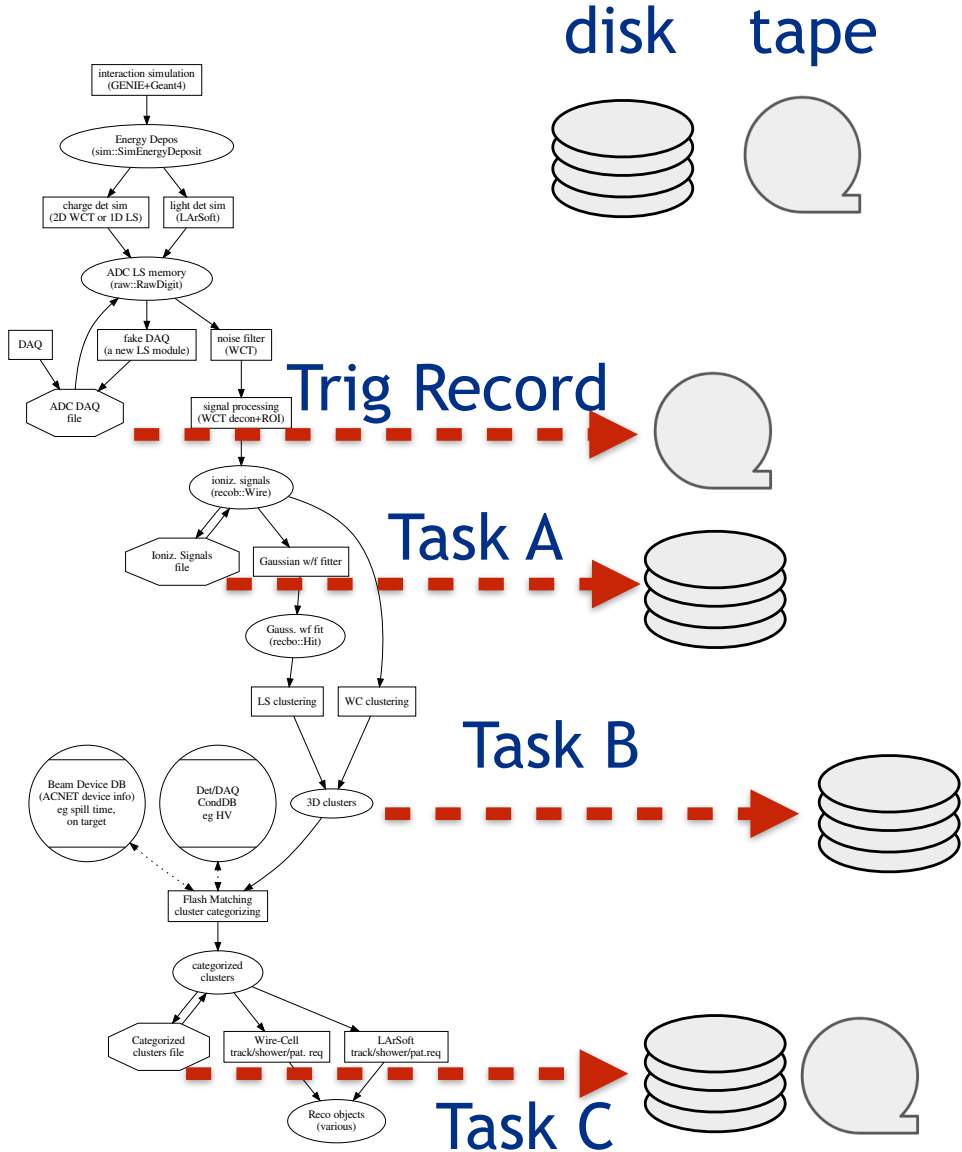 disk tape
interaction simulation
(GENIE+Geant4)
Energy Depos
(sim::SimEnergyDeposit
charge det sim
(2D WCT or 1D LS)
light det sim
(LArSoft)
ADC LS memory
(raw::RawDigit)
DAQ
fake DAQ
(a new LS module)
noise filter
(WCT)
Trig Record
ADC DAQ
file
signal processing
(WCT decon+ROI)
ioniz. signals
(recob::Wire)
Task A
Ioniz. Signals
file
Gaussian w/f fitter
Gauss. wf fit
(recbo::Hit)
LS clustering
WC clustering
Task B
Beam Device DB
(ACNET device info)
eg spill time,
on target
Det/DAQ
CondDB
eg HV
3D clusters
Flash Matching
cluster categorizing
categorized
clusters
Categorized
clusters file
Wire-Cell
track/shower/pat. req
LArSoft
track/shower/pat.req
Reco objects
(various)
Task C